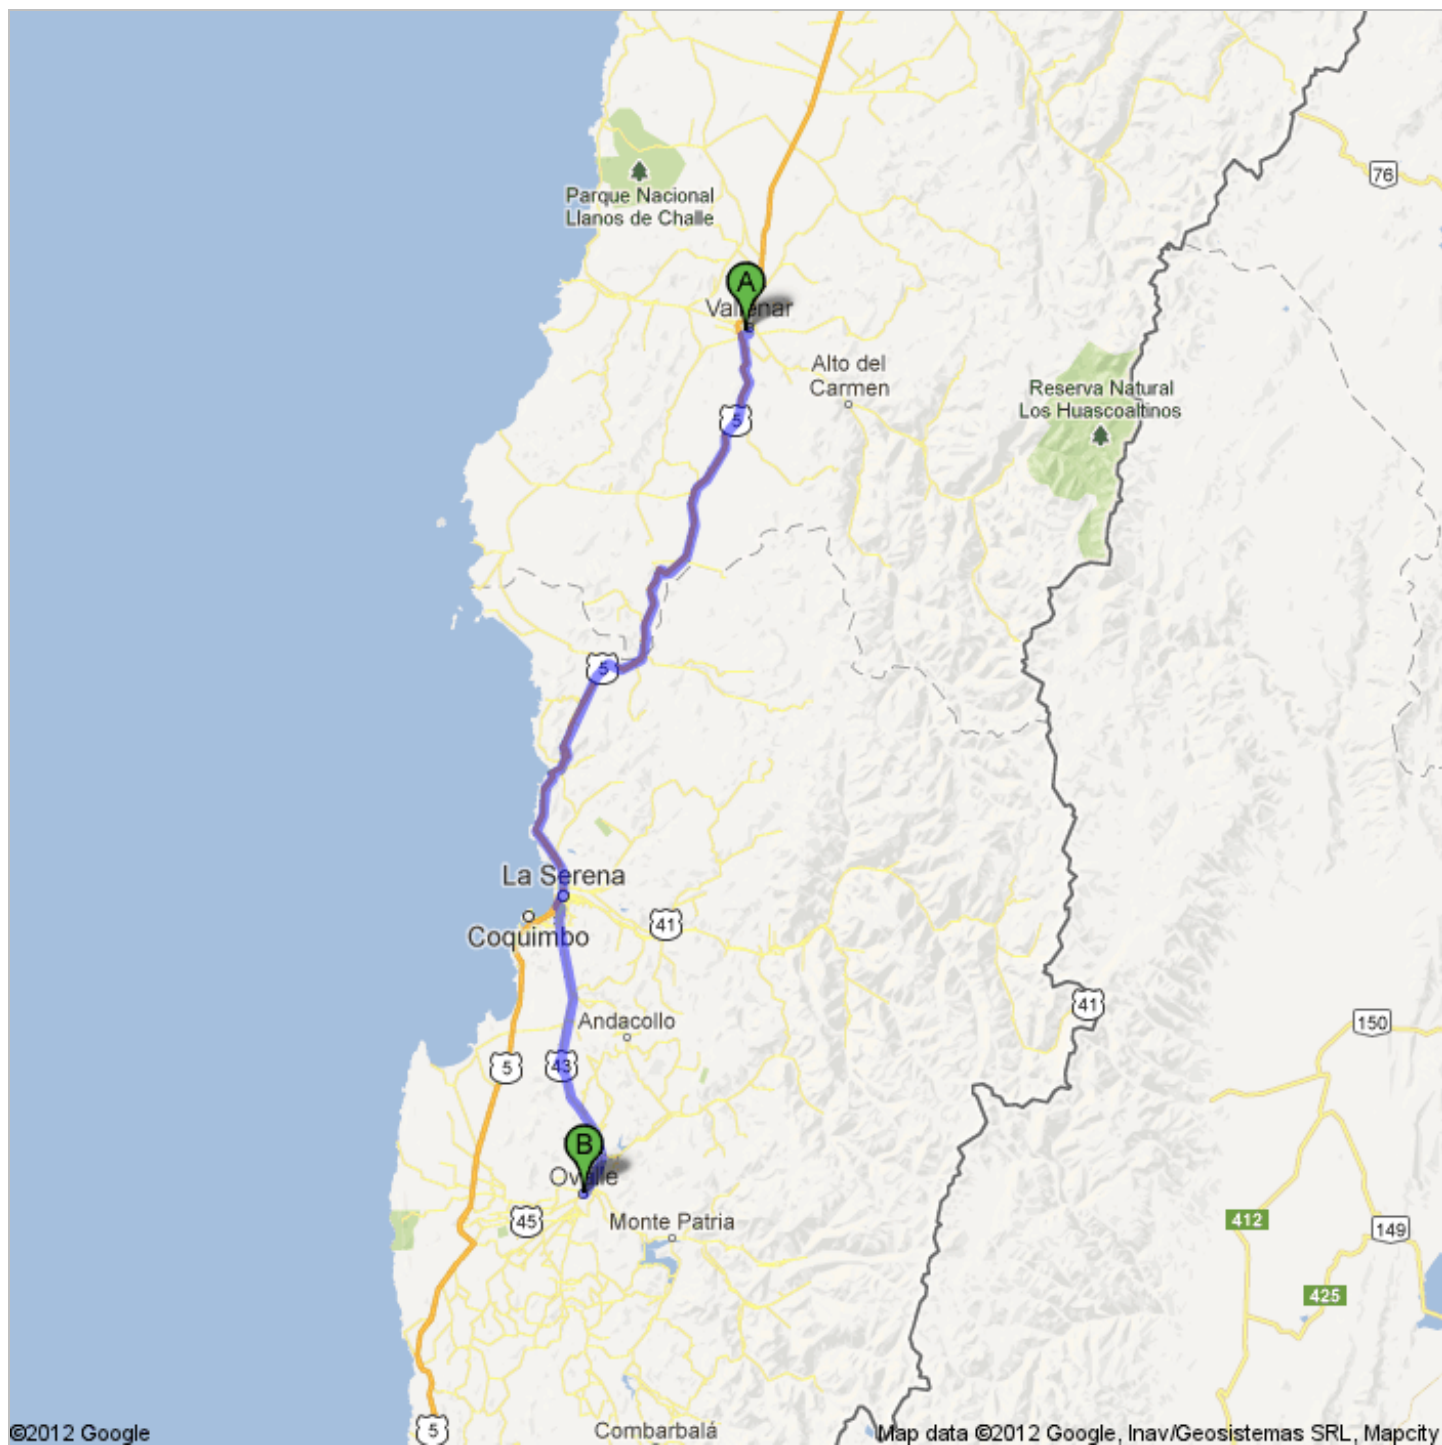 Parque Nacional
Llanos de Challe
76
A
Vallenar
Alto del
Carmen
Reserva Natural
Los Huascoaltinos
5
5
La Serena
Coquimbo
41
41
Andacollo
150
5
43
B
Ovalle
45
Monte Patria
412
149
425
Combarbalá
5
©2012 Google
Map data ©2012 Google, Inav/Geosistemas SRL, Mapcity